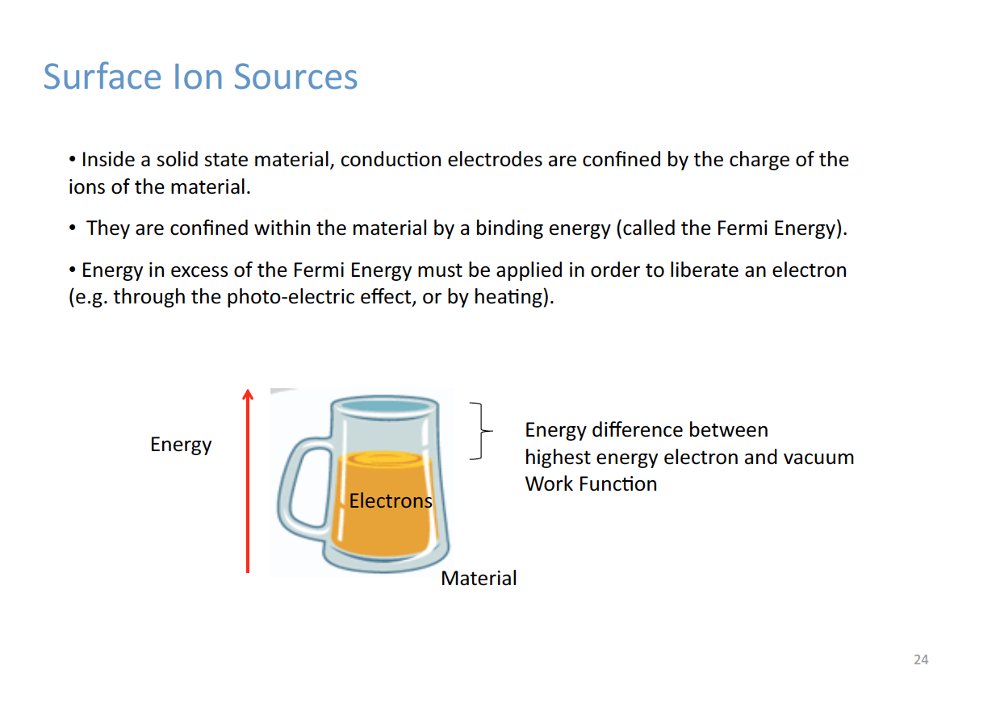 Surface Ion Sources
• Inside a solid state material, conduction electrodes are confined by the charge of the
ions of the material.
• They are confined within the material by a binding energy (called the Fermi Energy).
• Energy in excess of the Fermi Energy must be applied in order to liberate an electron
(e.g. through the photo-electric effect, or by heating).
Energy
Electrons
Material
Energy difference between
highest energy electron and vacuum
Work Function
24